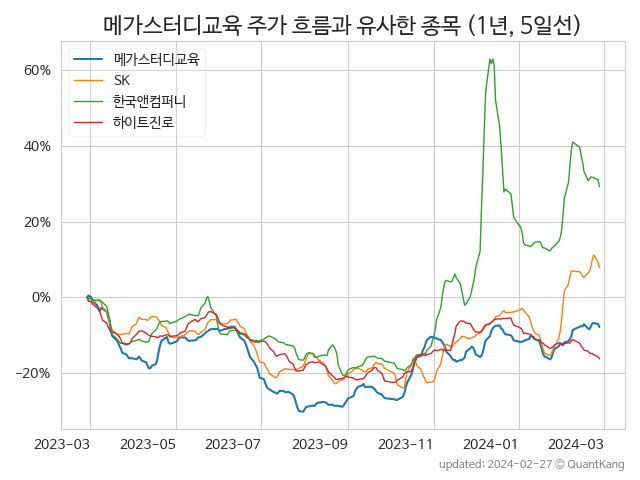 메가스터디교육 주가 흐름과 유사한 종목 (1년, 5일선)
메가스터디교육
SK
한국앤컴퍼니
하이트진로
60%
40%
20%
0%
−20%
2023-03 2023-05 2023-07 2023-09 2023-11 2024-01 2024-03
updated: 2024-02-27 © QuantKang